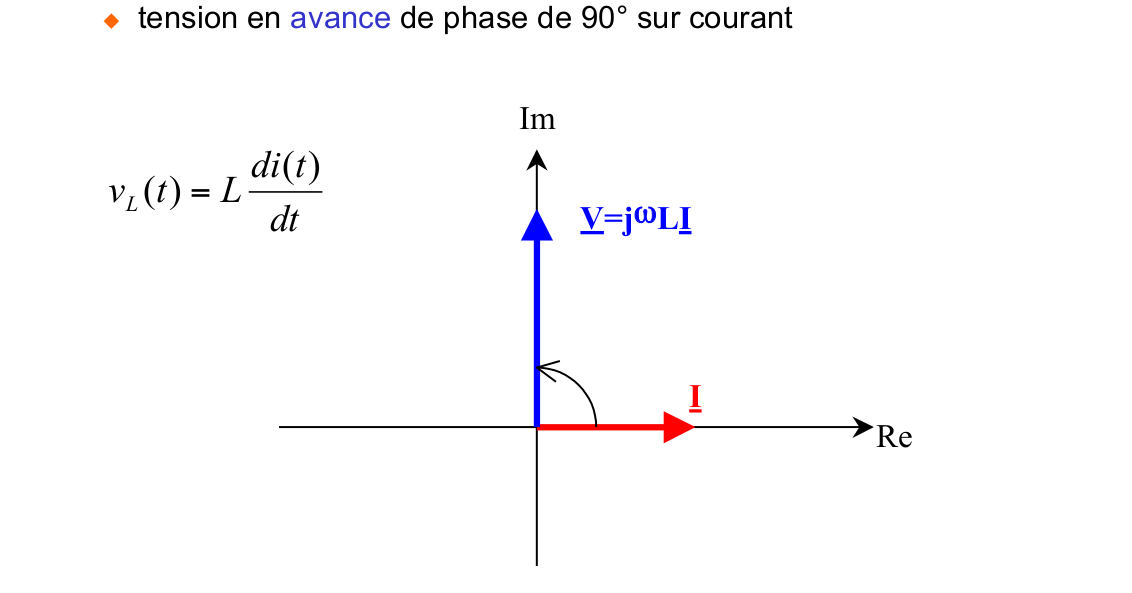 ◆ tension en avance de phase de 90° sur courant
Im
v_L(t) = L di(t)/dt
V=jωLI
I
Re